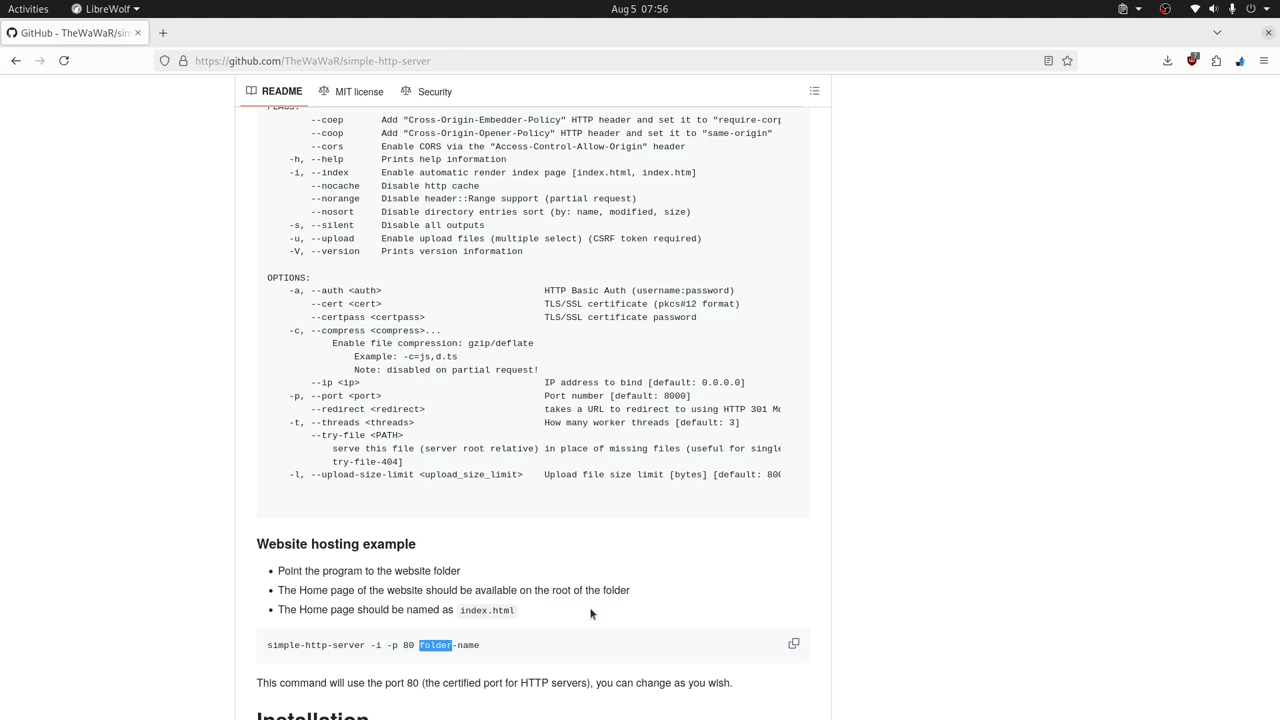 Activities
LibreWolf
Aug 5 07:56
GitHub - TheWaWaR/sim
https://github.com/TheWaWaR/simple-http-server
7
README
MIT license
Security
FLAGS:
--coep Add "Cross-Origin-Embedder-Policy" HTTP header and set it to "require-corp
--coop Add "Cross-Origin-Opener-Policy" HTTP header and set it to "same-origin"
--cors Enable CORS via the "Access-Control-Allow-Origin" header
-h, --help Prints help information
-i, --index Enable automatic render index page [index.html, index.htm]
--nocache Disable http cache
--norange Disable header::Range support (partial request)
--nosort Disable directory entries sort (by: name, modified, size)
-s, --silent Disable all outputs
-u, --upload Enable upload files (multiple select) (CSRF token required)
-V, --version Prints version information
OPTIONS:
-a, --auth <auth> HTTP Basic Auth (username:password)
--cert <cert> TLS/SSL certificate (pkcs#12 format)
--certpass <certpass> TLS/SSL certificate password
-c, --compress <compress>...
Enable file compression: gzip/deflate
Example: -c=js,d.ts
Note: disabled on partial request!
--ip <ip> IP address to bind [default: 0.0.0.0]
-p, --port <port> Port number [default: 8000]
--redirect <redirect> takes a URL to redirect to using HTTP 301 Mo
-t, --threads <threads> How many worker threads [default: 3]
--try-file <PATH>
serve this file (server root relative) in place of missing files (useful for single
try-file-404]
-l, --upload-size-limit <upload_size_limit> Upload file size limit [bytes] [default: 800
Website hosting example
• Point the program to the website folder
• The Home page of the website should be available on the root of the folder
• The Home page should be named as index.html
simple-http-server -i -p 80 folder-name
This command will use the port 80 (the certified port for HTTP servers), you can change as you wish.
Installation